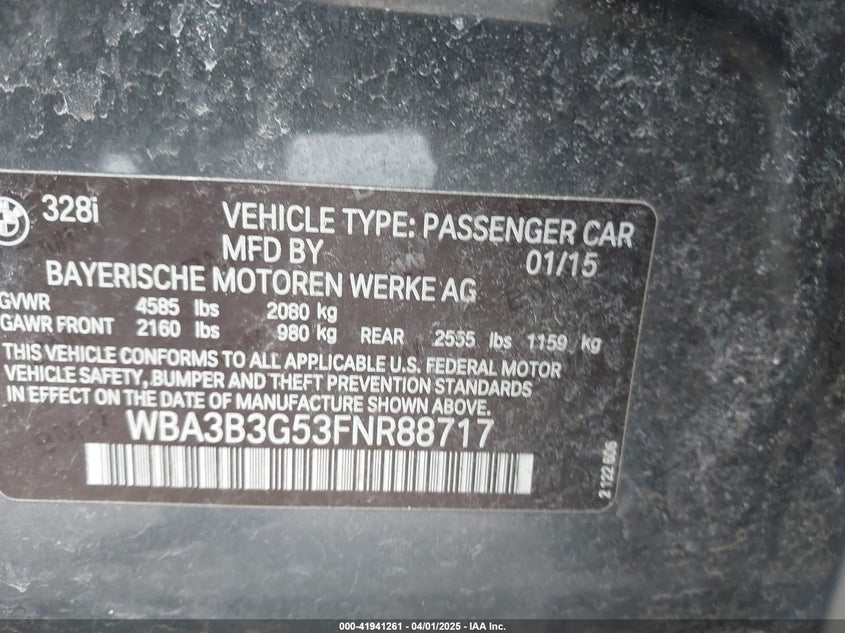 328i
VEHICLE TYPE: PASSENGER CAR
MFD BY 01/15
BAYERISCHE MOTOREN WERKE AG
GVWR 4585 lbs 2080 kg
GAWR FRONT 2160 lbs 980 kg REAR 2555 lbs 1159 kg
THIS VEHICLE CONFORMS TO ALL APPLICABLE U.S. FEDERAL MOTOR
VEHICLE SAFETY, BUMPER AND THEFT PREVENTION STANDARDS
IN EFFECT ON THE DATE OF MANUFACTURE SHOWN ABOVE.
WBA3B3G53FNR88717
000-41941261 - 04/01/2025 - IAA Inc.